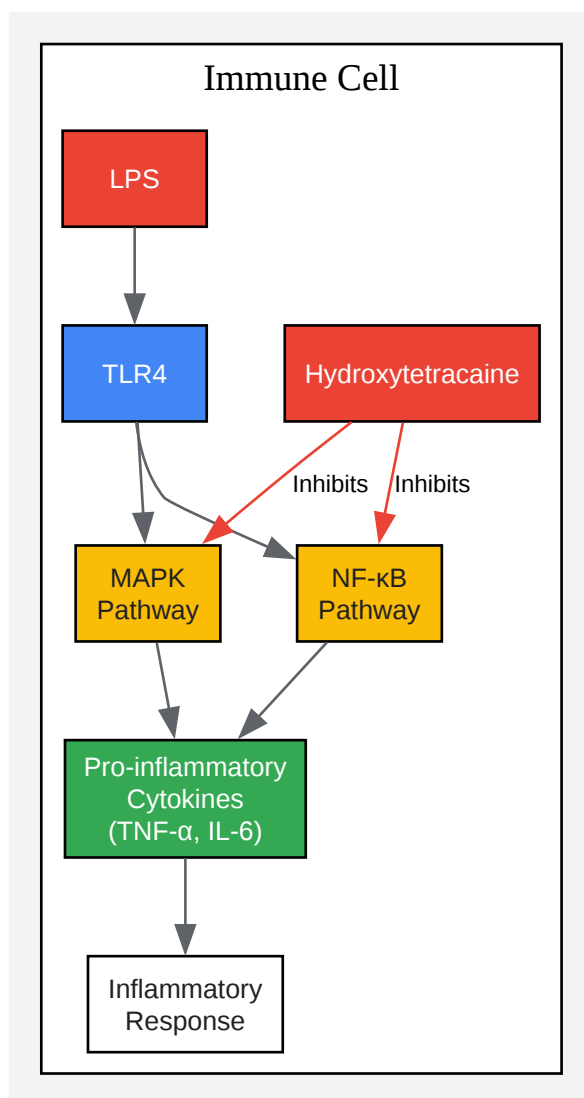 Immune Cell
LPS
TLR4
Hydroxytetracaine
Inhibits
Inhibits
MAPK
Pathway
NF-κB
Pathway
Pro-inflammatory
Cytokines
(TNF-α, IL-6)
Inflammatory
Response